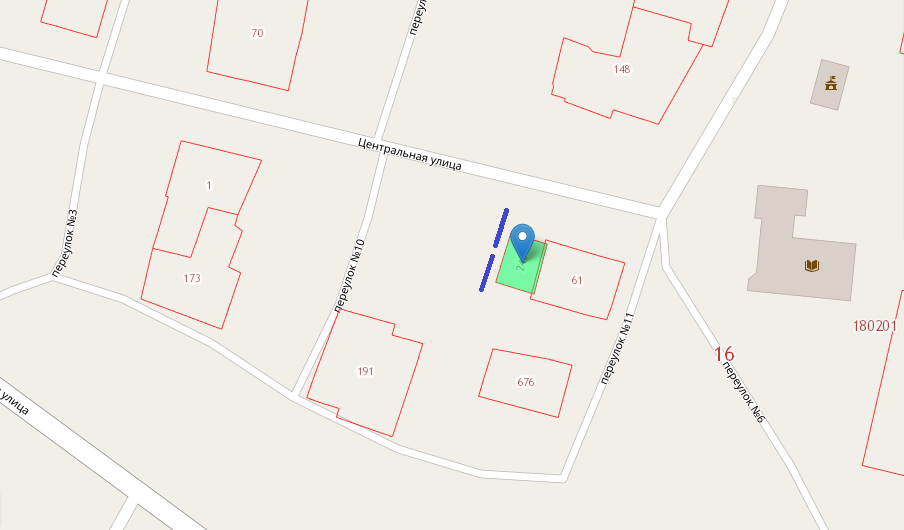 70
переулок
148
Центральная улица
1
переулок №3
переулок №10
173
61
переулок №11
180201
16
191
676
переулок №6
улица